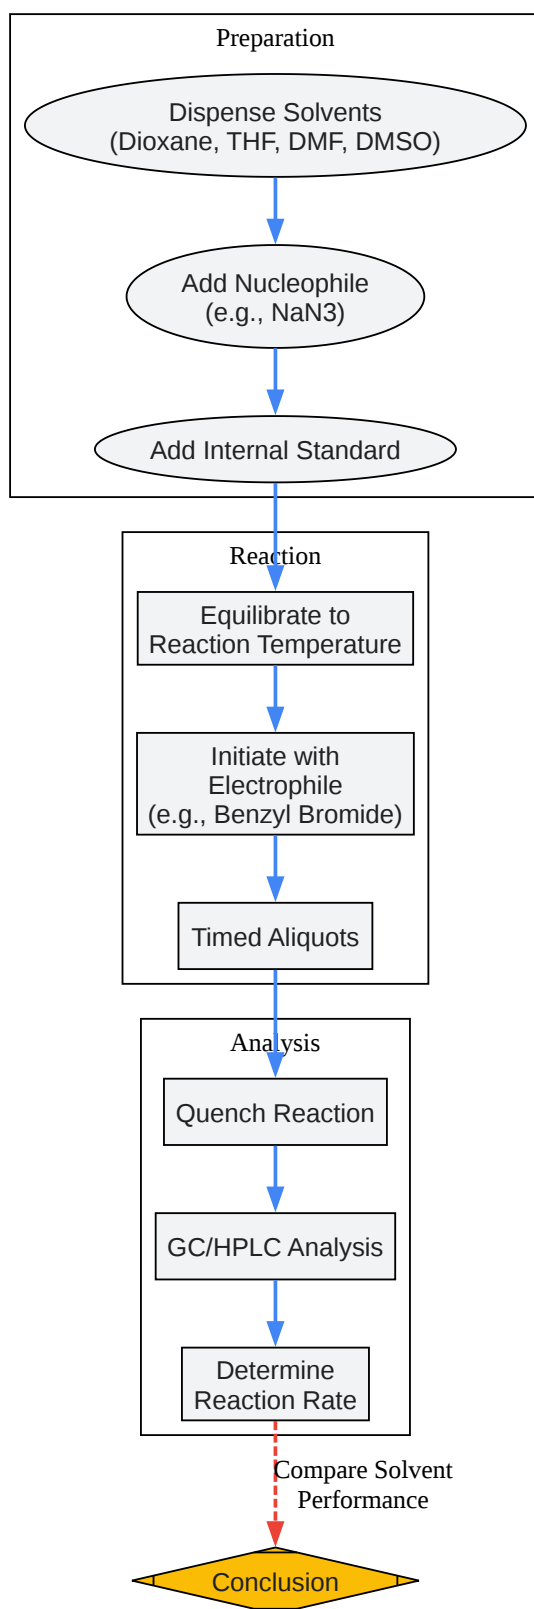 Preparation
Dispense Solvents
(Dioxane, THF, DMF, DMSO)
Add Nucleophile
(e.g., NaN3)
Add Internal Standard
Reaction
Equilibrate to
Reaction Temperature
Initiate with
Electrophile
(e.g., Benzyl Bromide)
Timed Aliquots
Analysis
Quench Reaction
GC/HPLC Analysis
Determine
Reaction Rate
Compare Solvent
Performance
Conclusion